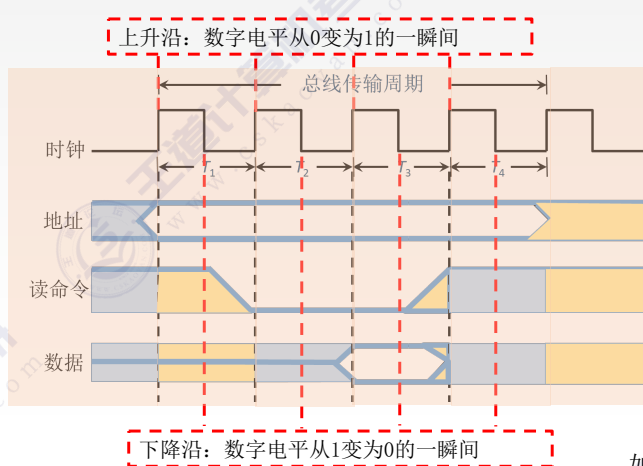 上升沿：数字电平从0变为1的一瞬间
总线传输周期
时钟
T1 T2 T3 T4
地址
读命令
数据
下降沿：数字电平从1变为0的一瞬间